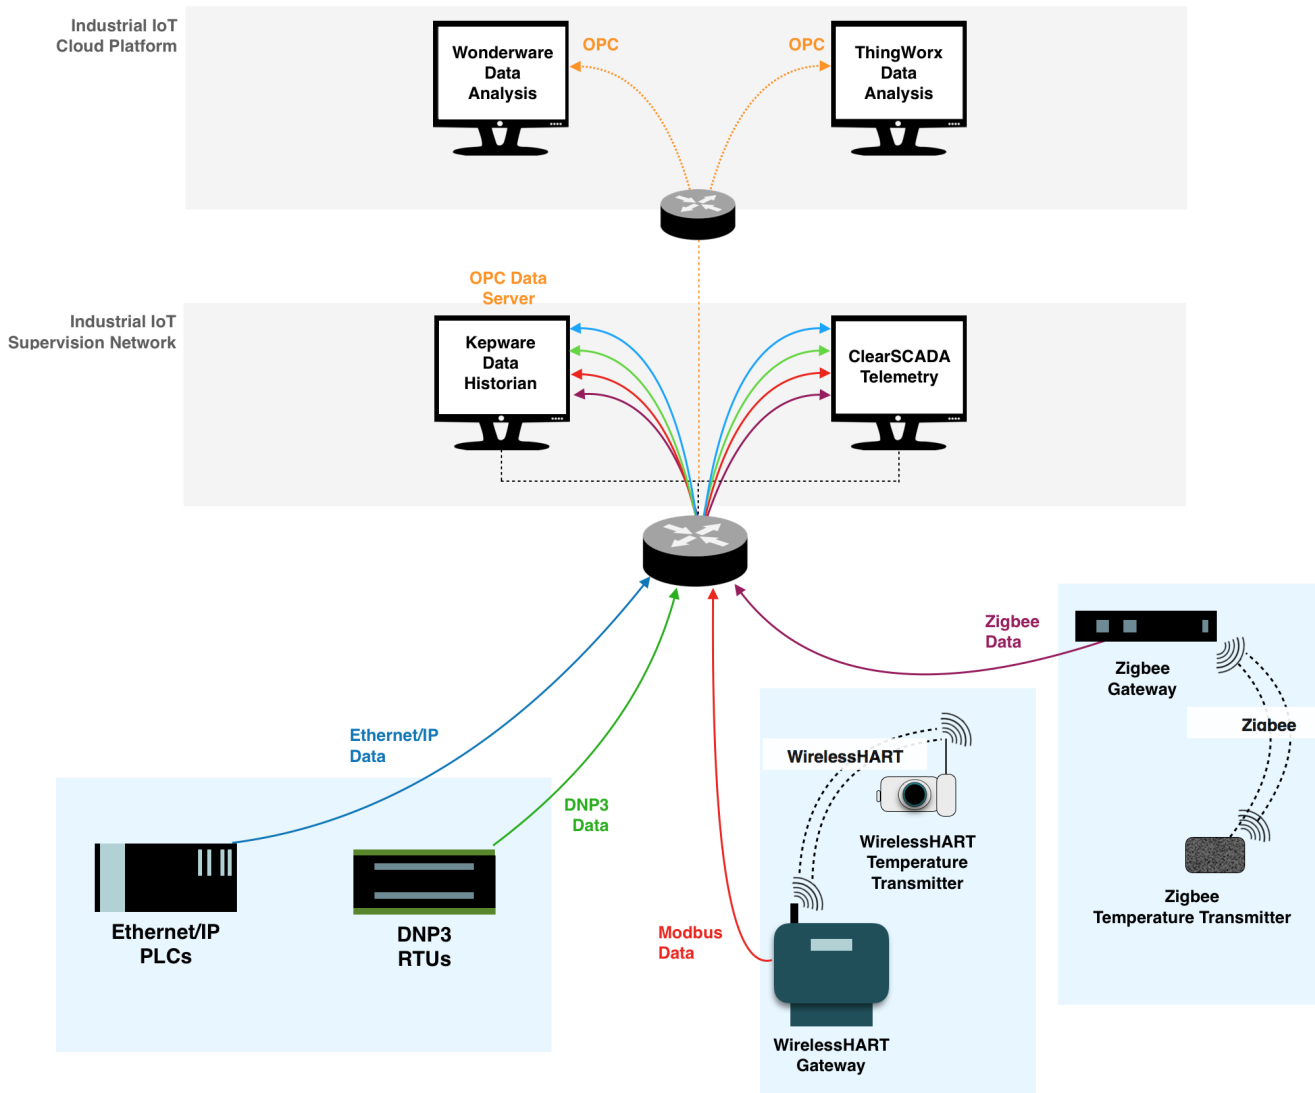 Industrial IoT
Cloud Platform
Wonderware
Data
Analysis
OPC
OPC
ThingWorx
Data
Analysis
OPC Data
Server
Industrial IoT
Supervision Network
Kepware
Data
Historian
ClearSCADA
Telemetry
Zigbee
Data
Zigbee
Gateway
Zigbee
Ethernet/IP
Data
WirelessHART
DNP3
Data
WirelessHART
Temperature
Transmitter
Zigbee
Temperature Transmitter
Ethernet/IP
PLCs
DNP3
RTUs
Modbus
Data
WirelessHART
Gateway